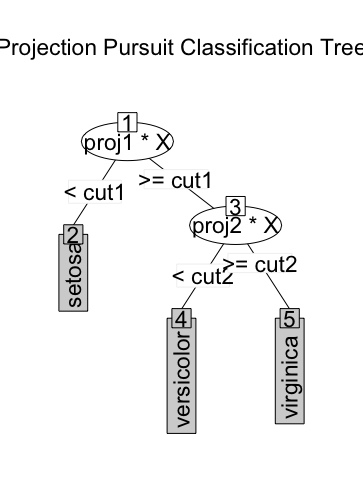 Projection Pursuit Classification Tree
1
proj1 * X
< cut1
>= cut1
2
setosa
3
proj2 * X
< cut2
>= cut2
4
versicolor
5
virginica